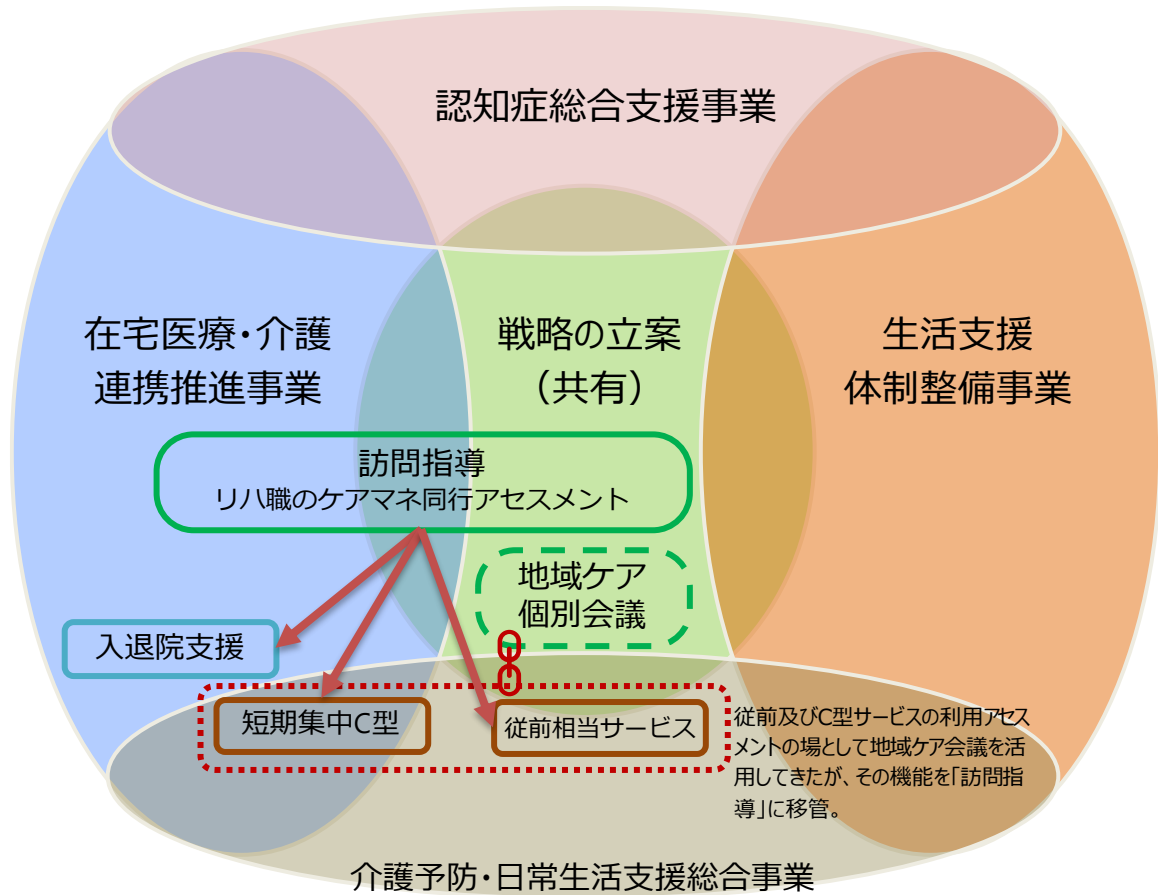 認知症総合支援事業
在宅医療・介護
連携推進事業
戦略の立案
（共有）
生活支援
体制整備事業
訪問指導
リハ職のケアマネ同行アセスメント
地域ケア
個別会議
入退院支援
短期集中C型
従前相当サービス
従前及びC型サービスの利用アセス
メントの場として地域ケア会議を活
用してきたが、その機能を「訪問指
導」に移管。
介護予防・日常生活支援総合事業